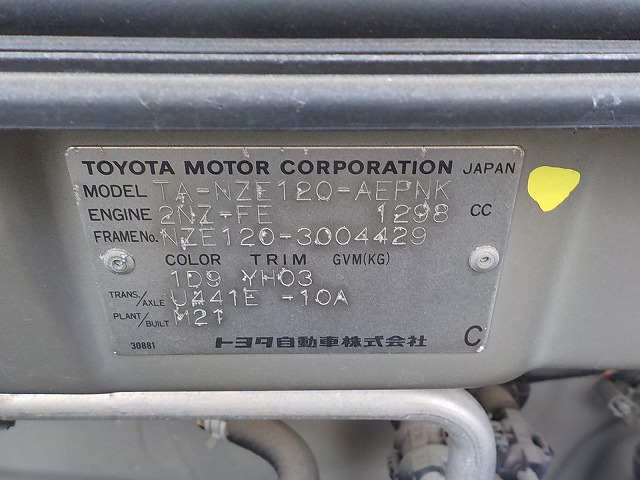 TOYOTA MOTOR CORPORATION JAPAN
MODEL TA-NZE120-AEPNK
ENGINE 2NZ-FE 1298 CC
FRAME No. NZE120-3004429
COLOR TRIM GVM(KG)
1D9 YH03
TRANS./AXLE U441E -10A
PLANT/BUILT M21
30881 トヨタ自動車株式会社 C